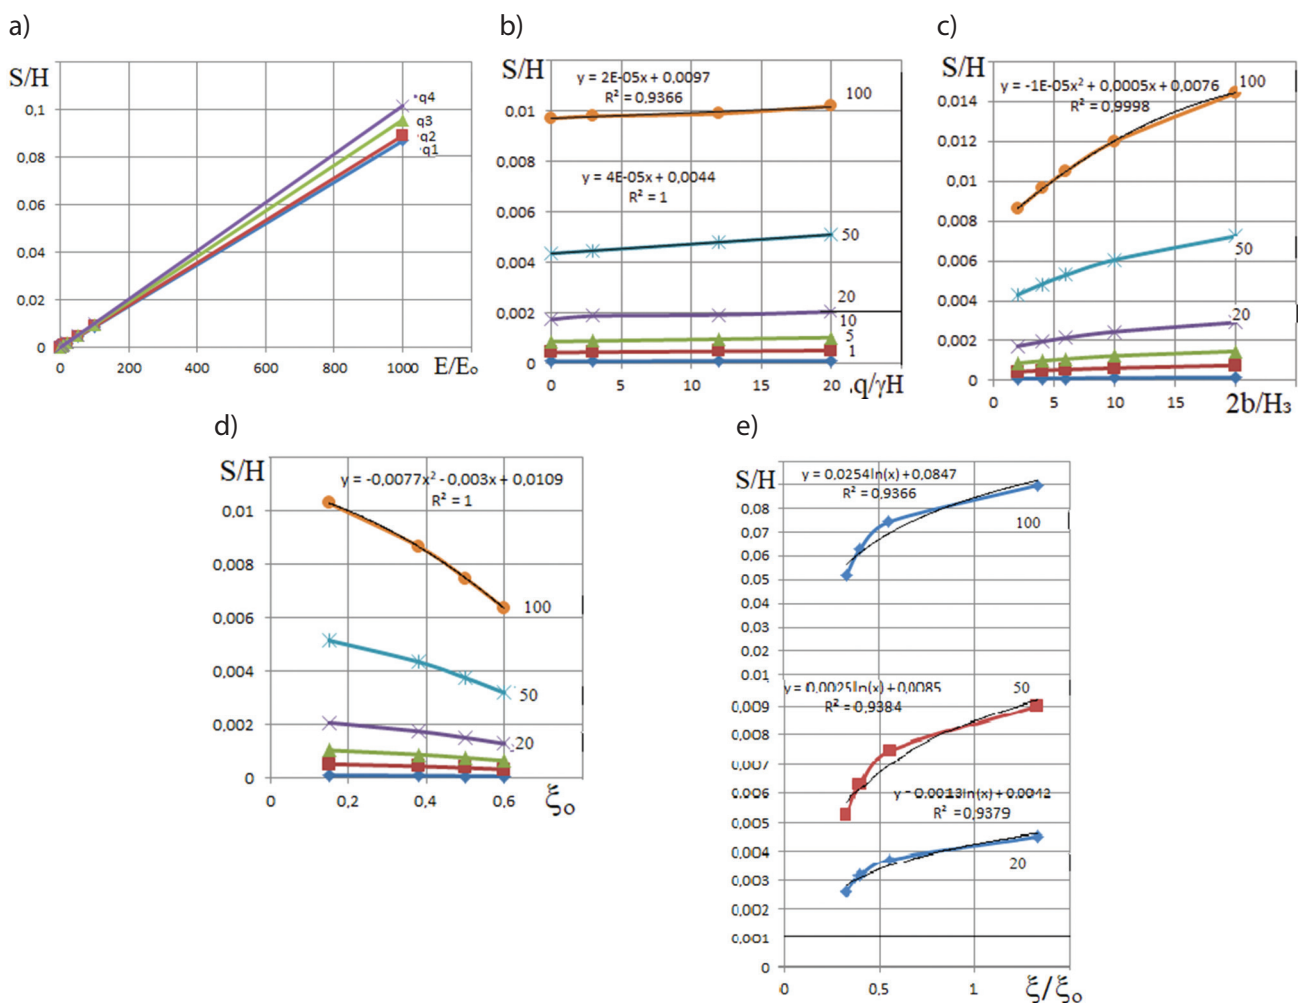 a)
S/H
0,1
0,08
0,06
0,04
0,02
0
0
200
400
600
800
1000
E/Eo
q4
q3
q2
q1
b)
S/H
0,01
0,008
0,006
0,004
0,002
0
0
5
10
15
20
.q/γH
y = 2E-05x + 0,0097
R² = 0,9366
100
y = 4E-05x + 0,0044
R² = 1
50
20
10
5
1
c)
S/H
0,014
0,012
0,01
0,008
0,006
0,004
0,002
0
0
5
10
15
20
2b/H₃
y = -1E-05x² + 0,0005x + 0,0076
R² = 0,9998
100
50
20
d)
S/H
0,01
0,008
0,006
0,004
0,002
0
0
0,2
0,4
0,6
ξo
y = -0,0077x² - 0,003x + 0,0109
R² = 1
100
50
20
e)
S/H
0,08
0,07
0,06
0,05
0,04
0,03
0,02
0,01
0,009
0,008
0,007
0,006
0,005
0,004
0,003
0,002
0,001
0
0
0,5
1
ξ/ξo
y = 0,0254ln(x) + 0,0847
R² = 0,9366
100
y = 0,0025ln(x) + 0,0085
R² = 0,9384
50
y = 0,0013ln(x) + 0,0042
R² = 0,9379
20